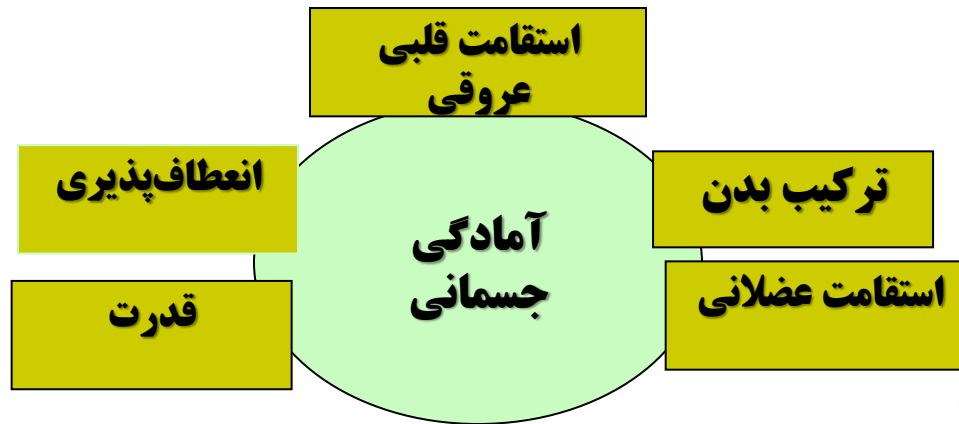 استقامت قلبی
عروقی
ترکیب بدن
انعطاف‌پذیری
آمادگی
جسمانی
استقامت عضلانی
قدرت